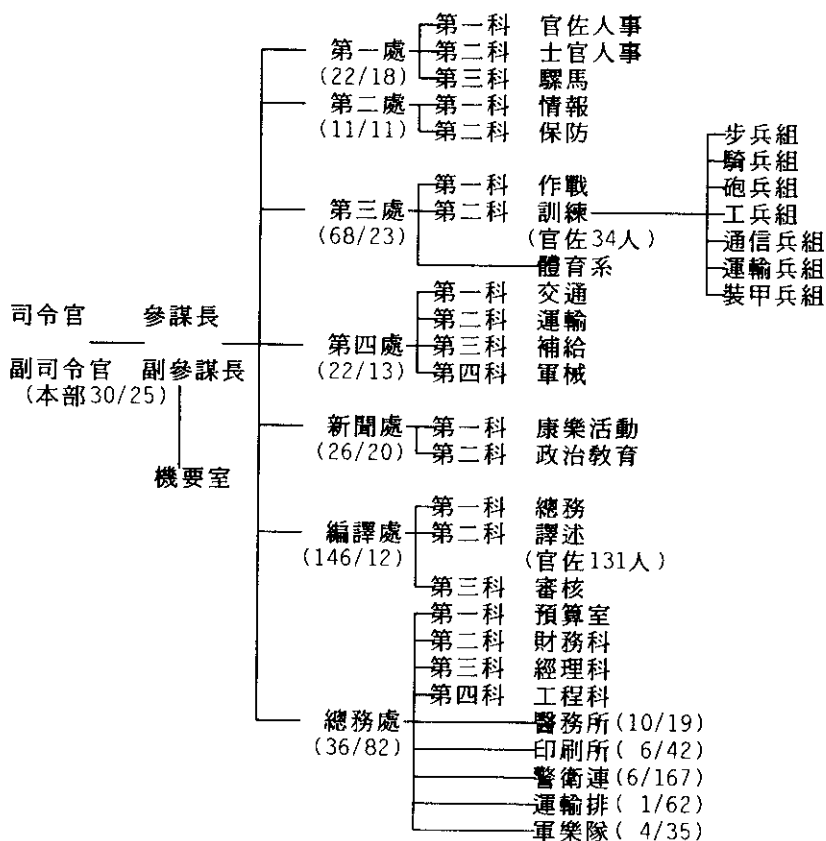 第一科 官佐人事
第一處 第二科 士官人事
(22/18) 第三科 騾馬
第二處 第一科 情報
(11/11) 第二科 保防
步兵組
騎兵組
第一科 作戰 砲兵組
第三處 第二科 訓練 工兵組
(68/23) (官佐34人) 通信兵組
體育系 運輸兵組
裝甲兵組
第一科 交通
司令官 參謀長 第二科 運輸
第四處 第三科 補給
副司令官 副參謀長 (22/13) 第四科 軍械
(本部30/25)
新聞處 第一科 康樂活動
(26/20) 第二科 政治敎育
機要室
第一科 總務
編譯處 第二科 譯述
(146/12) (官佐131人)
第三科 審核
第一科 預算室
第二科 財務科
第三科 經理科
第四科 工程科
總務處 醫務所(10/19)
(36/82) 印刷所( 6/42)
警衛連(6/167)
運輸排( 1/62)
軍樂隊( 4/35)